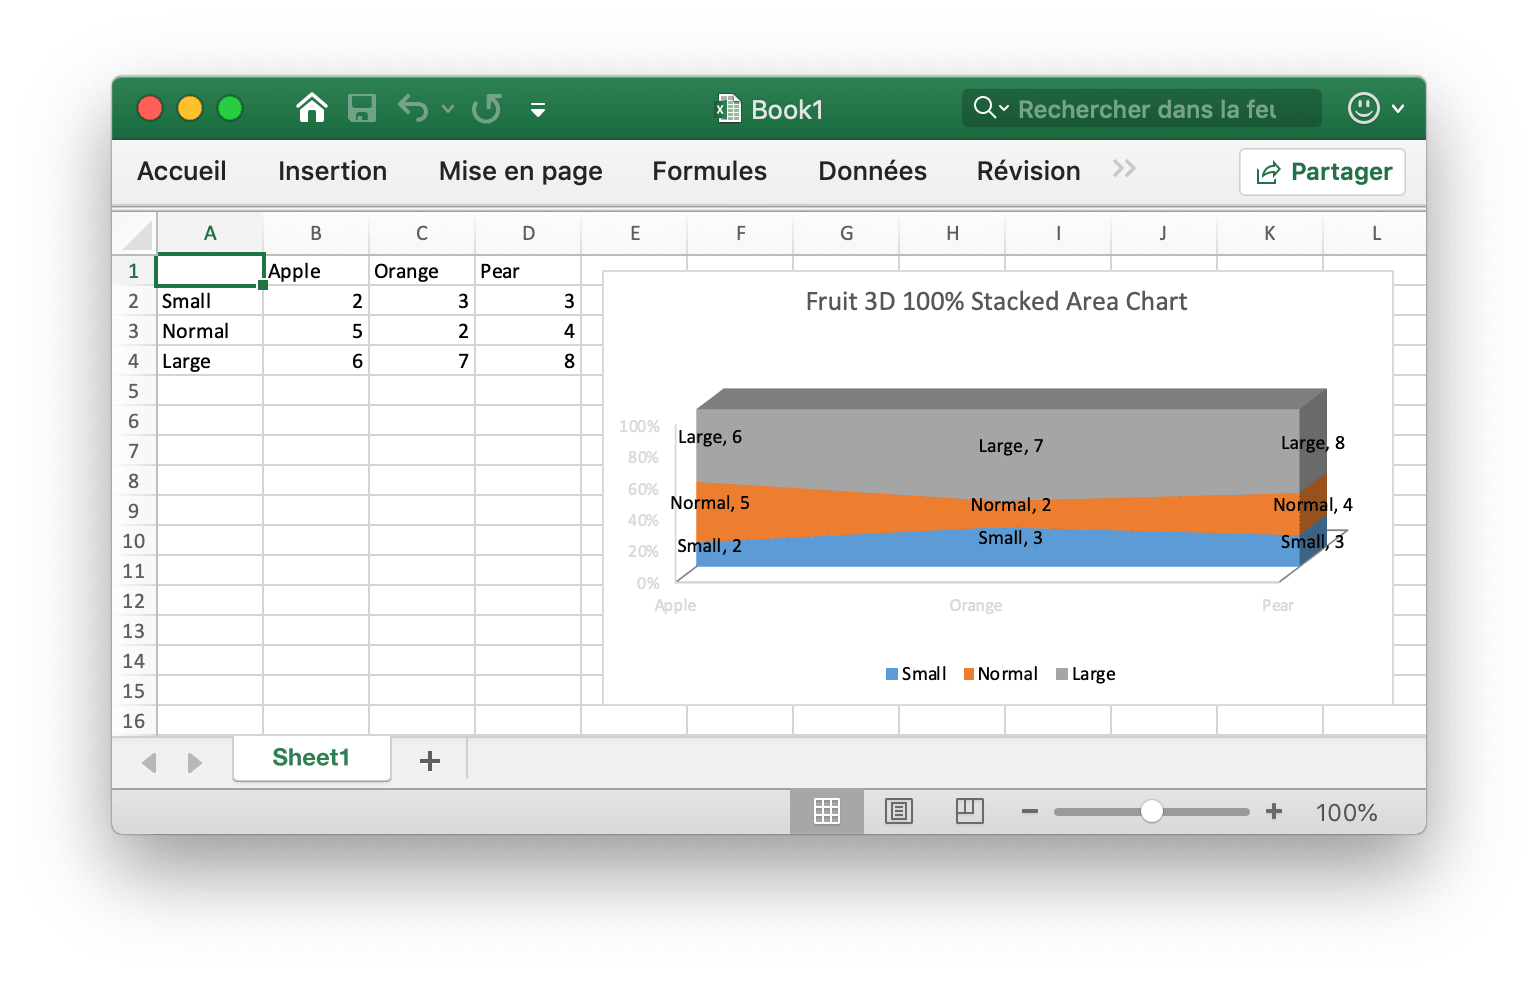 Book1
Rechercher dans la feu
Accueil Insertion Mise en page Formules Données Révision >> Partager
A B C D E F G H I J K L
1 Apple Orange Pear
2 Small 2 3 3
3 Normal 5 2 4
4 Large 6 7 8
5
6
7
8
9
10
11
12
13
14
15
16
Fruit 3D 100% Stacked Area Chart
100%
80%
60%
40%
20%
0%
Large, 6 Large, 7 Large, 8
Normal, 5 Normal, 2 Normal, 4
Small, 2 Small, 3 Small, 3
Apple Orange Pear
Small Normal Large
Sheet1 +
100%